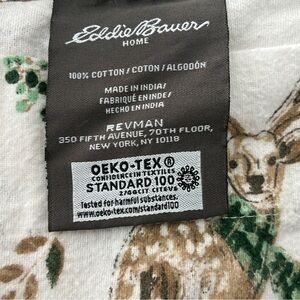 Eddie Bauer
HOME
100% COTTON / COTON / ALGODÓN
MADE IN INDIA/
FABRIQUÉ EN INDE/
HECHO EN INDIA
REVMAN
350 FIFTH AVENUE, 70TH FLOOR,
NEW YORK, NY 10118
OEKO-TEX®
CONFIDENCE IN TEXTILES
STANDARD 100
Tested for harmful substances.
www.oeko-tex.com/standard100